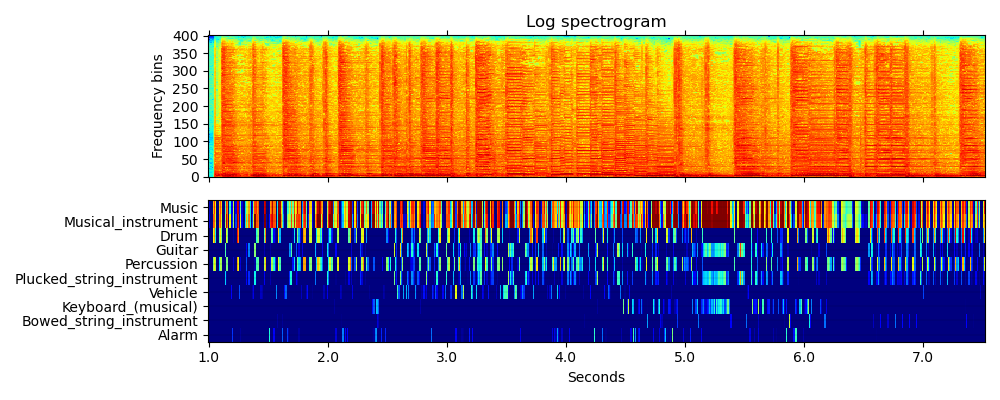 Log spectrogram
Frequency bins
400
350
300
250
200
150
100
50
0
Music
Musical_instrument
Drum
Guitar
Percussion
Plucked_string_instrument
Vehicle
Keyboard_(musical)
Bowed_string_instrument
Alarm
1.0 2.0 3.0 4.0 5.0 6.0 7.0
Seconds